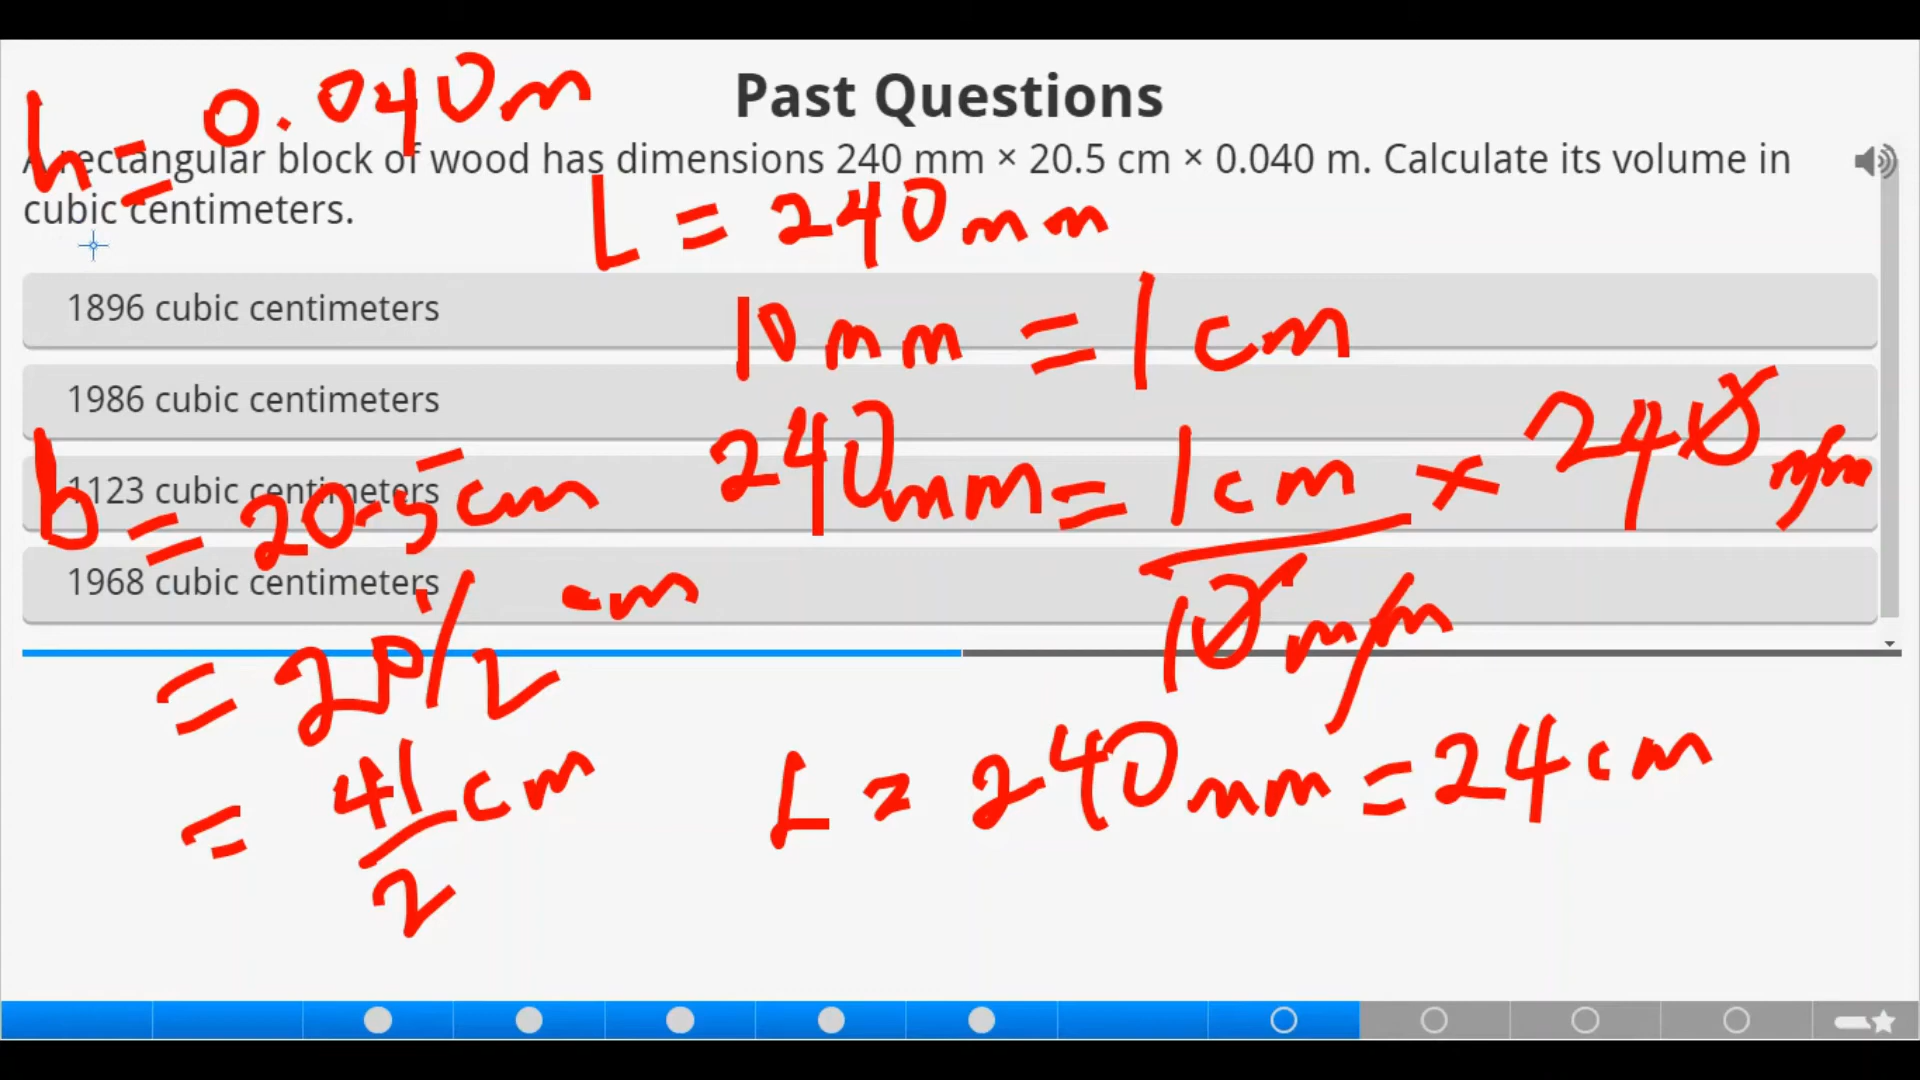 Past Questions
A rectangular block of wood has dimensions 240 mm × 20.5 cm × 0.040 m. Calculate its volume in
cubic centimeters.
h = 0.040m
L = 240mm
1896 cubic centimeters
10mm = 1cm
1986 cubic centimeters
240mm = 1cm × 240mm
10mm
1123 cubic centimeters
b = 20.5cm
1968 cubic centimeters
= 20 1/2 cm
= 41 cm
2
L = 240mm = 24cm